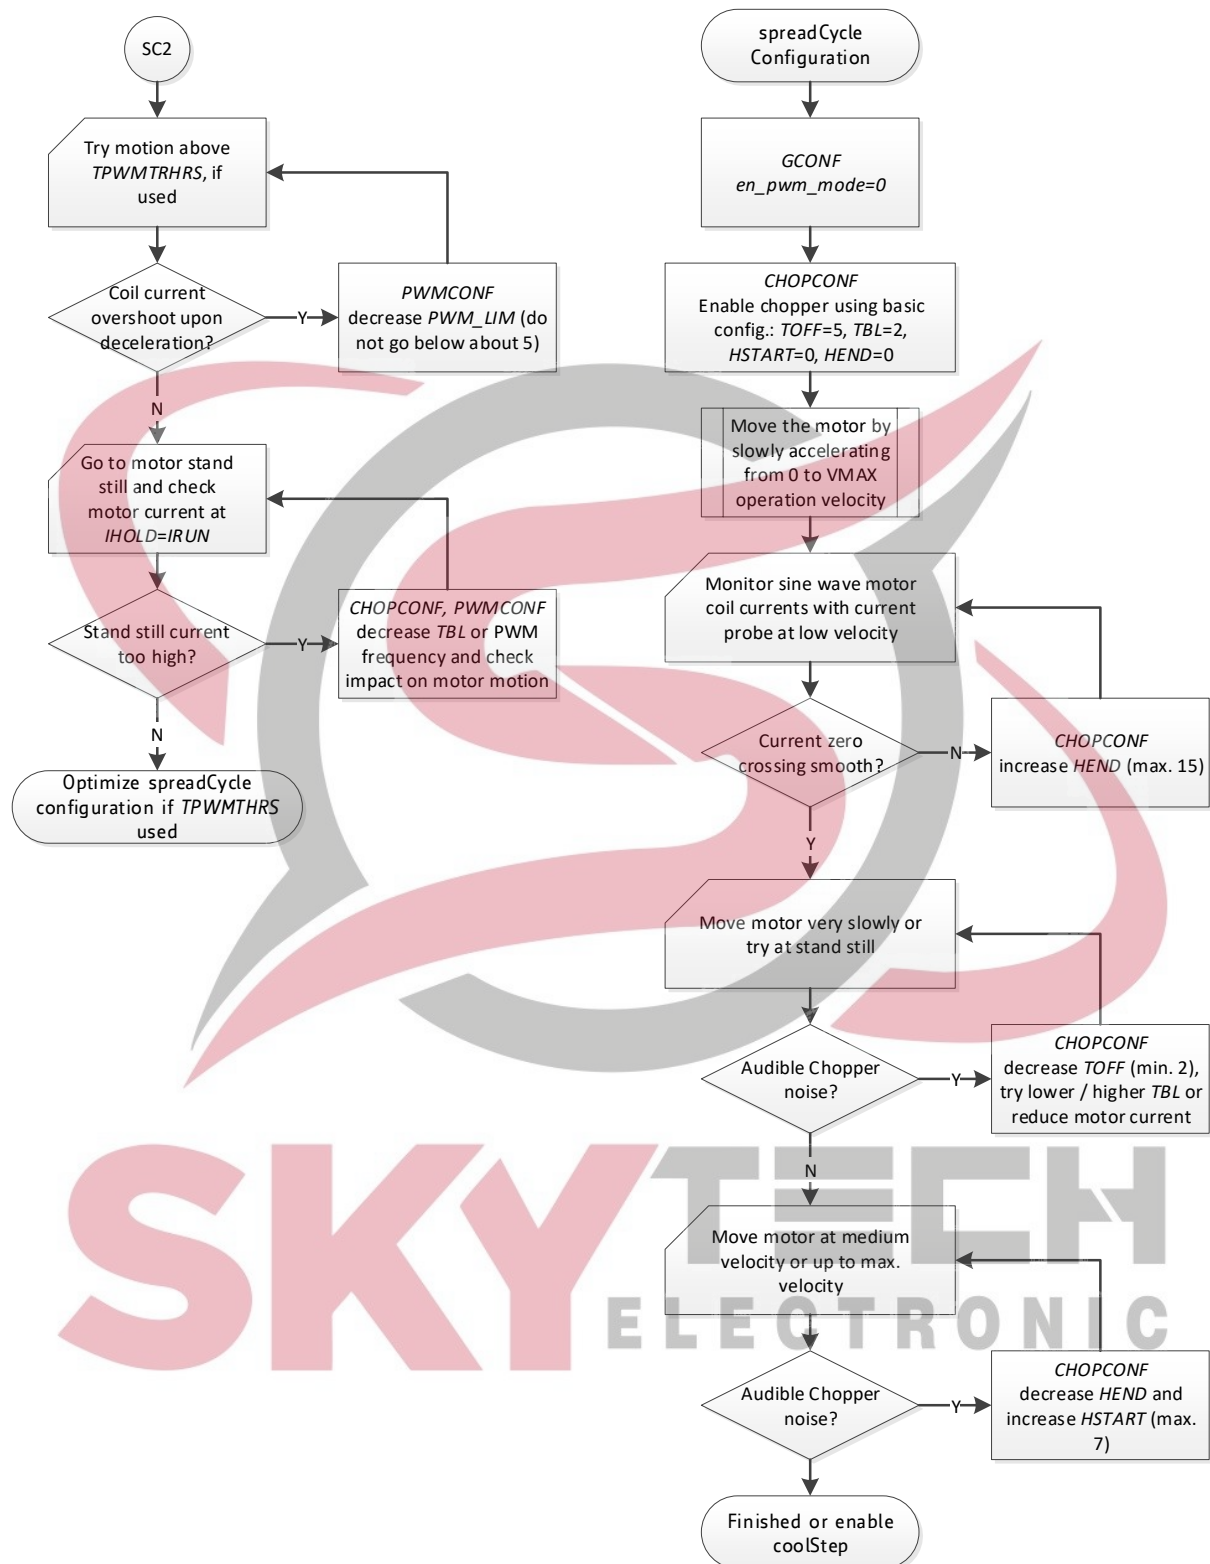 SC2
Try motion above
TPWMTRHRS, if
used
Coil current
overshoot upon
deceleration?
Y
PWMCONF
decrease PWM_LIM (do
not go below about 5)
N
Go to motor stand
still and check
motor current at
IHOLD=IRUN
Stand still current
too high?
Y
CHOPCONF, PWMCONF
decrease TBL or PWM
frequency and check
impact on motor motion
N
Optimize spreadCycle
configuration if TPWMTHRS
used
spreadCycle
Configuration
GCONF
en_pwm_mode=0
CHOPCONF
Enable chopper using basic
config.: TOFF=5, TBL=2,
HSTART=0, HEND=0
Move the motor by
slowly accelerating
from 0 to VMAX
operation velocity
Monitor sine wave motor
coil currents with current
probe at low velocity
Current zero
crossing smooth?
N
CHOPCONF
increase HEND (max. 15)
Y
Move motor very slowly or
try at stand still
Audible Chopper
noise?
Y
CHOPCONF
decrease TOFF (min. 2),
try lower / higher TBL or
reduce motor current
N
Move motor at medium
velocity or up to max.
velocity
Audible Chopper
noise?
Y
CHOPCONF
decrease HEND and
increase HSTART (max.
7)
Finished or enable
coolStep
SKYTECH
ELECTRONIC